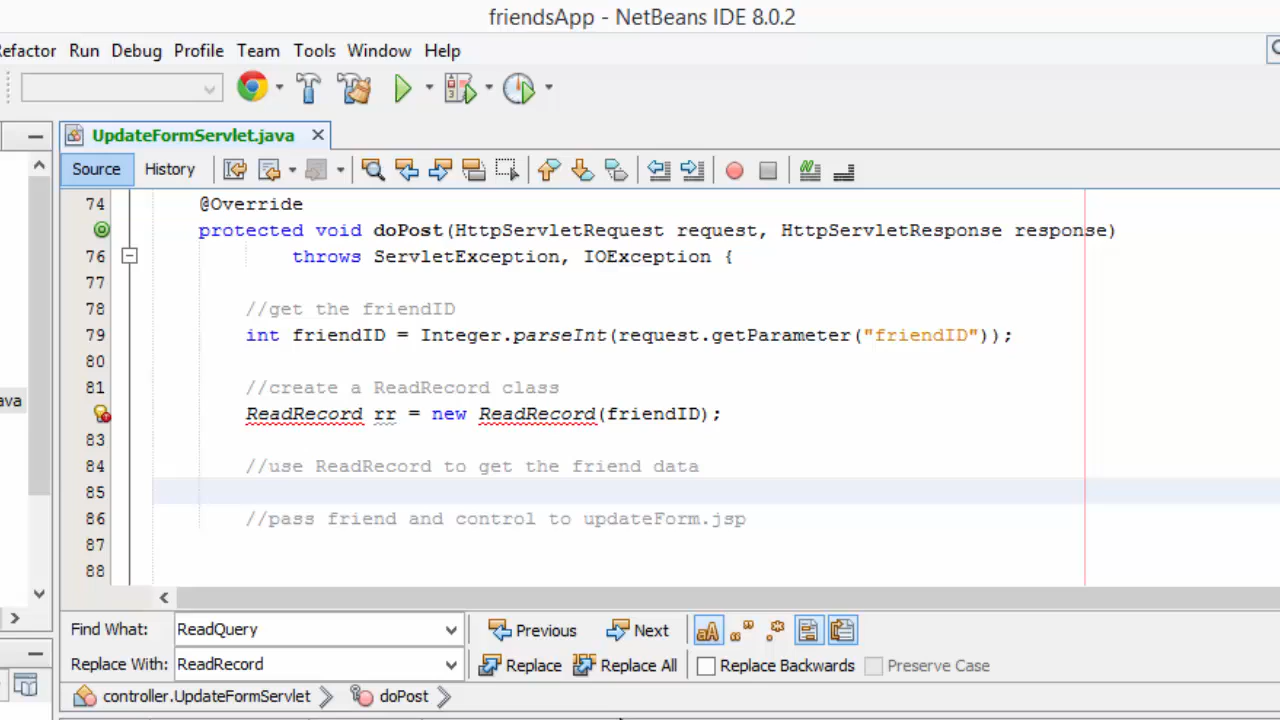 friendsApp - NetBeans IDE 8.0.2
Refactor Run Debug Profile Team Tools Window Help
UpdateFormServlet.java
Source History
74 @Override
protected void doPost(HttpServletRequest request, HttpServletResponse response)
76 throws ServletException, IOException {
77
78 //get the friendID
79 int friendID = Integer.parseInt(request.getParameter("friendID"));
80
81 //create a ReadRecord class
ava
ReadRecord rr = new ReadRecord(friendID);
83
84 //use ReadRecord to get the friend data
85
86 //pass friend and control to updateForm.jsp
87
88
Find What: ReadQuery Previous Next
Replace With: ReadRecord Replace Replace All Replace Backwards Preserve Case
controller.UpdateFormServlet doPost